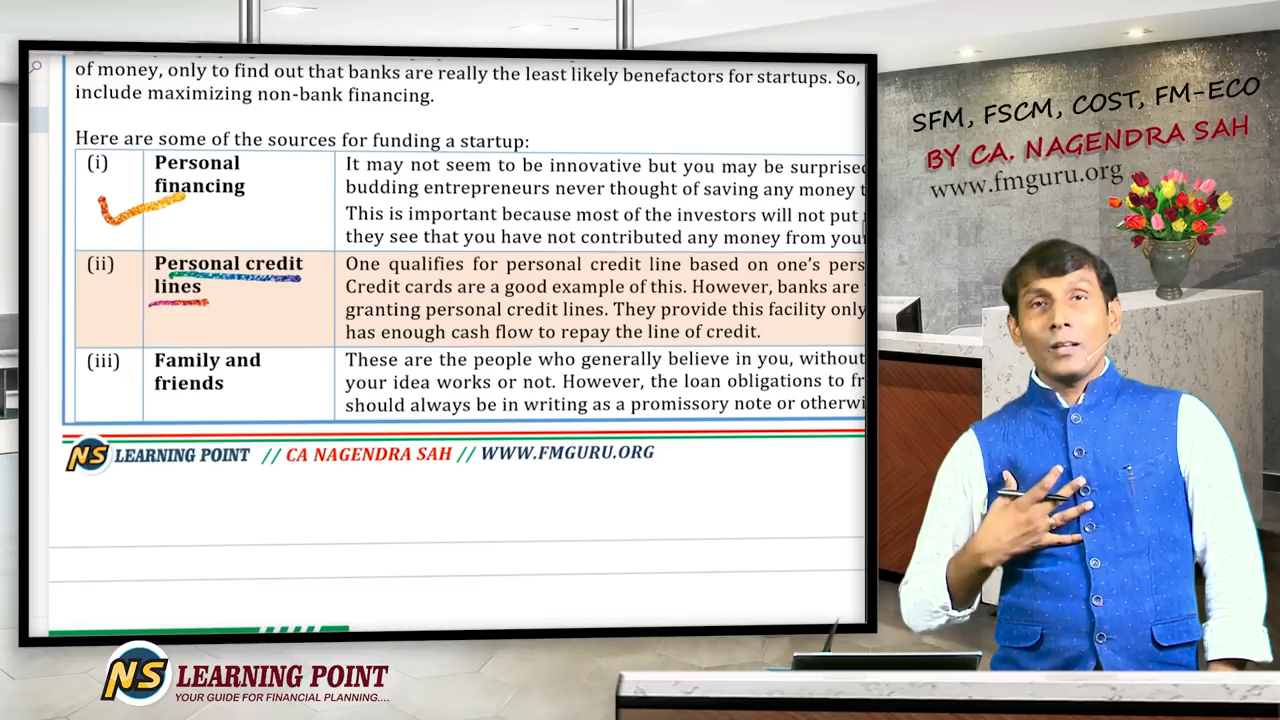 of money, only to find out that banks are really the least likely benefactors for startups. So,
include maximizing non-bank financing.
Here are some of the sources for funding a startup:
(i) Personal financing
It may not seem to be innovative but you may be surprised
budding entrepreneurs never thought of saving any money t
This is important because most of the investors will not put
they see that you have not contributed any money from your
(ii) Personal credit lines
One qualifies for personal credit line based on one's pers
Credit cards are a good example of this. However, banks are
granting personal credit lines. They provide this facility only
has enough cash flow to repay the line of credit.
(iii) Family and friends
These are the people who generally believe in you, without
your idea works or not. However, the loan obligations to fr
should always be in writing as a promissory note or otherwi
NS LEARNING POINT // CA NAGENDRA SAH // WWW.FMGURU.ORG
SFM, FSCM, COST, FM-ECO
BY CA. NAGENDRA SAH
www.fmguru.org
NS LEARNING POINT
YOUR GUIDE FOR FINANCIAL PLANNING....